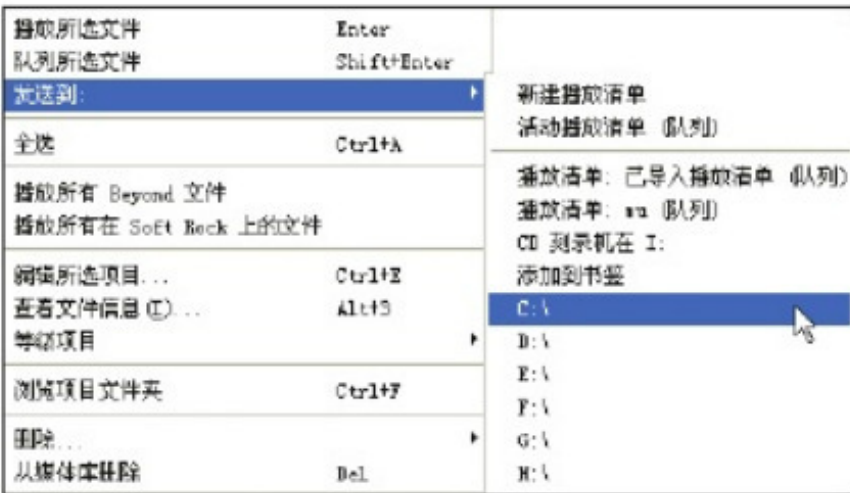 播放所选文件 Enter
队列所选文件 Shift+Enter
发送到:
全选 Ctrl+A
播放所有 Beyond 文件
播放所有在 Soft Rock 上的文件
编辑所选项目... Ctrl+E
查看文件信息(I)... Alt+3
等级项目
浏览项目文件夹 Ctrl+F
删除...
从媒体库删除 Del
新建播放清单
活动播放清单 (队列)
播放清单: 已导入播放清单 (队列)
播放清单: (队列)
CD 刻录机在 I:
添加到书签
C:\
D:\
E:\
F:\
G:\
H:\